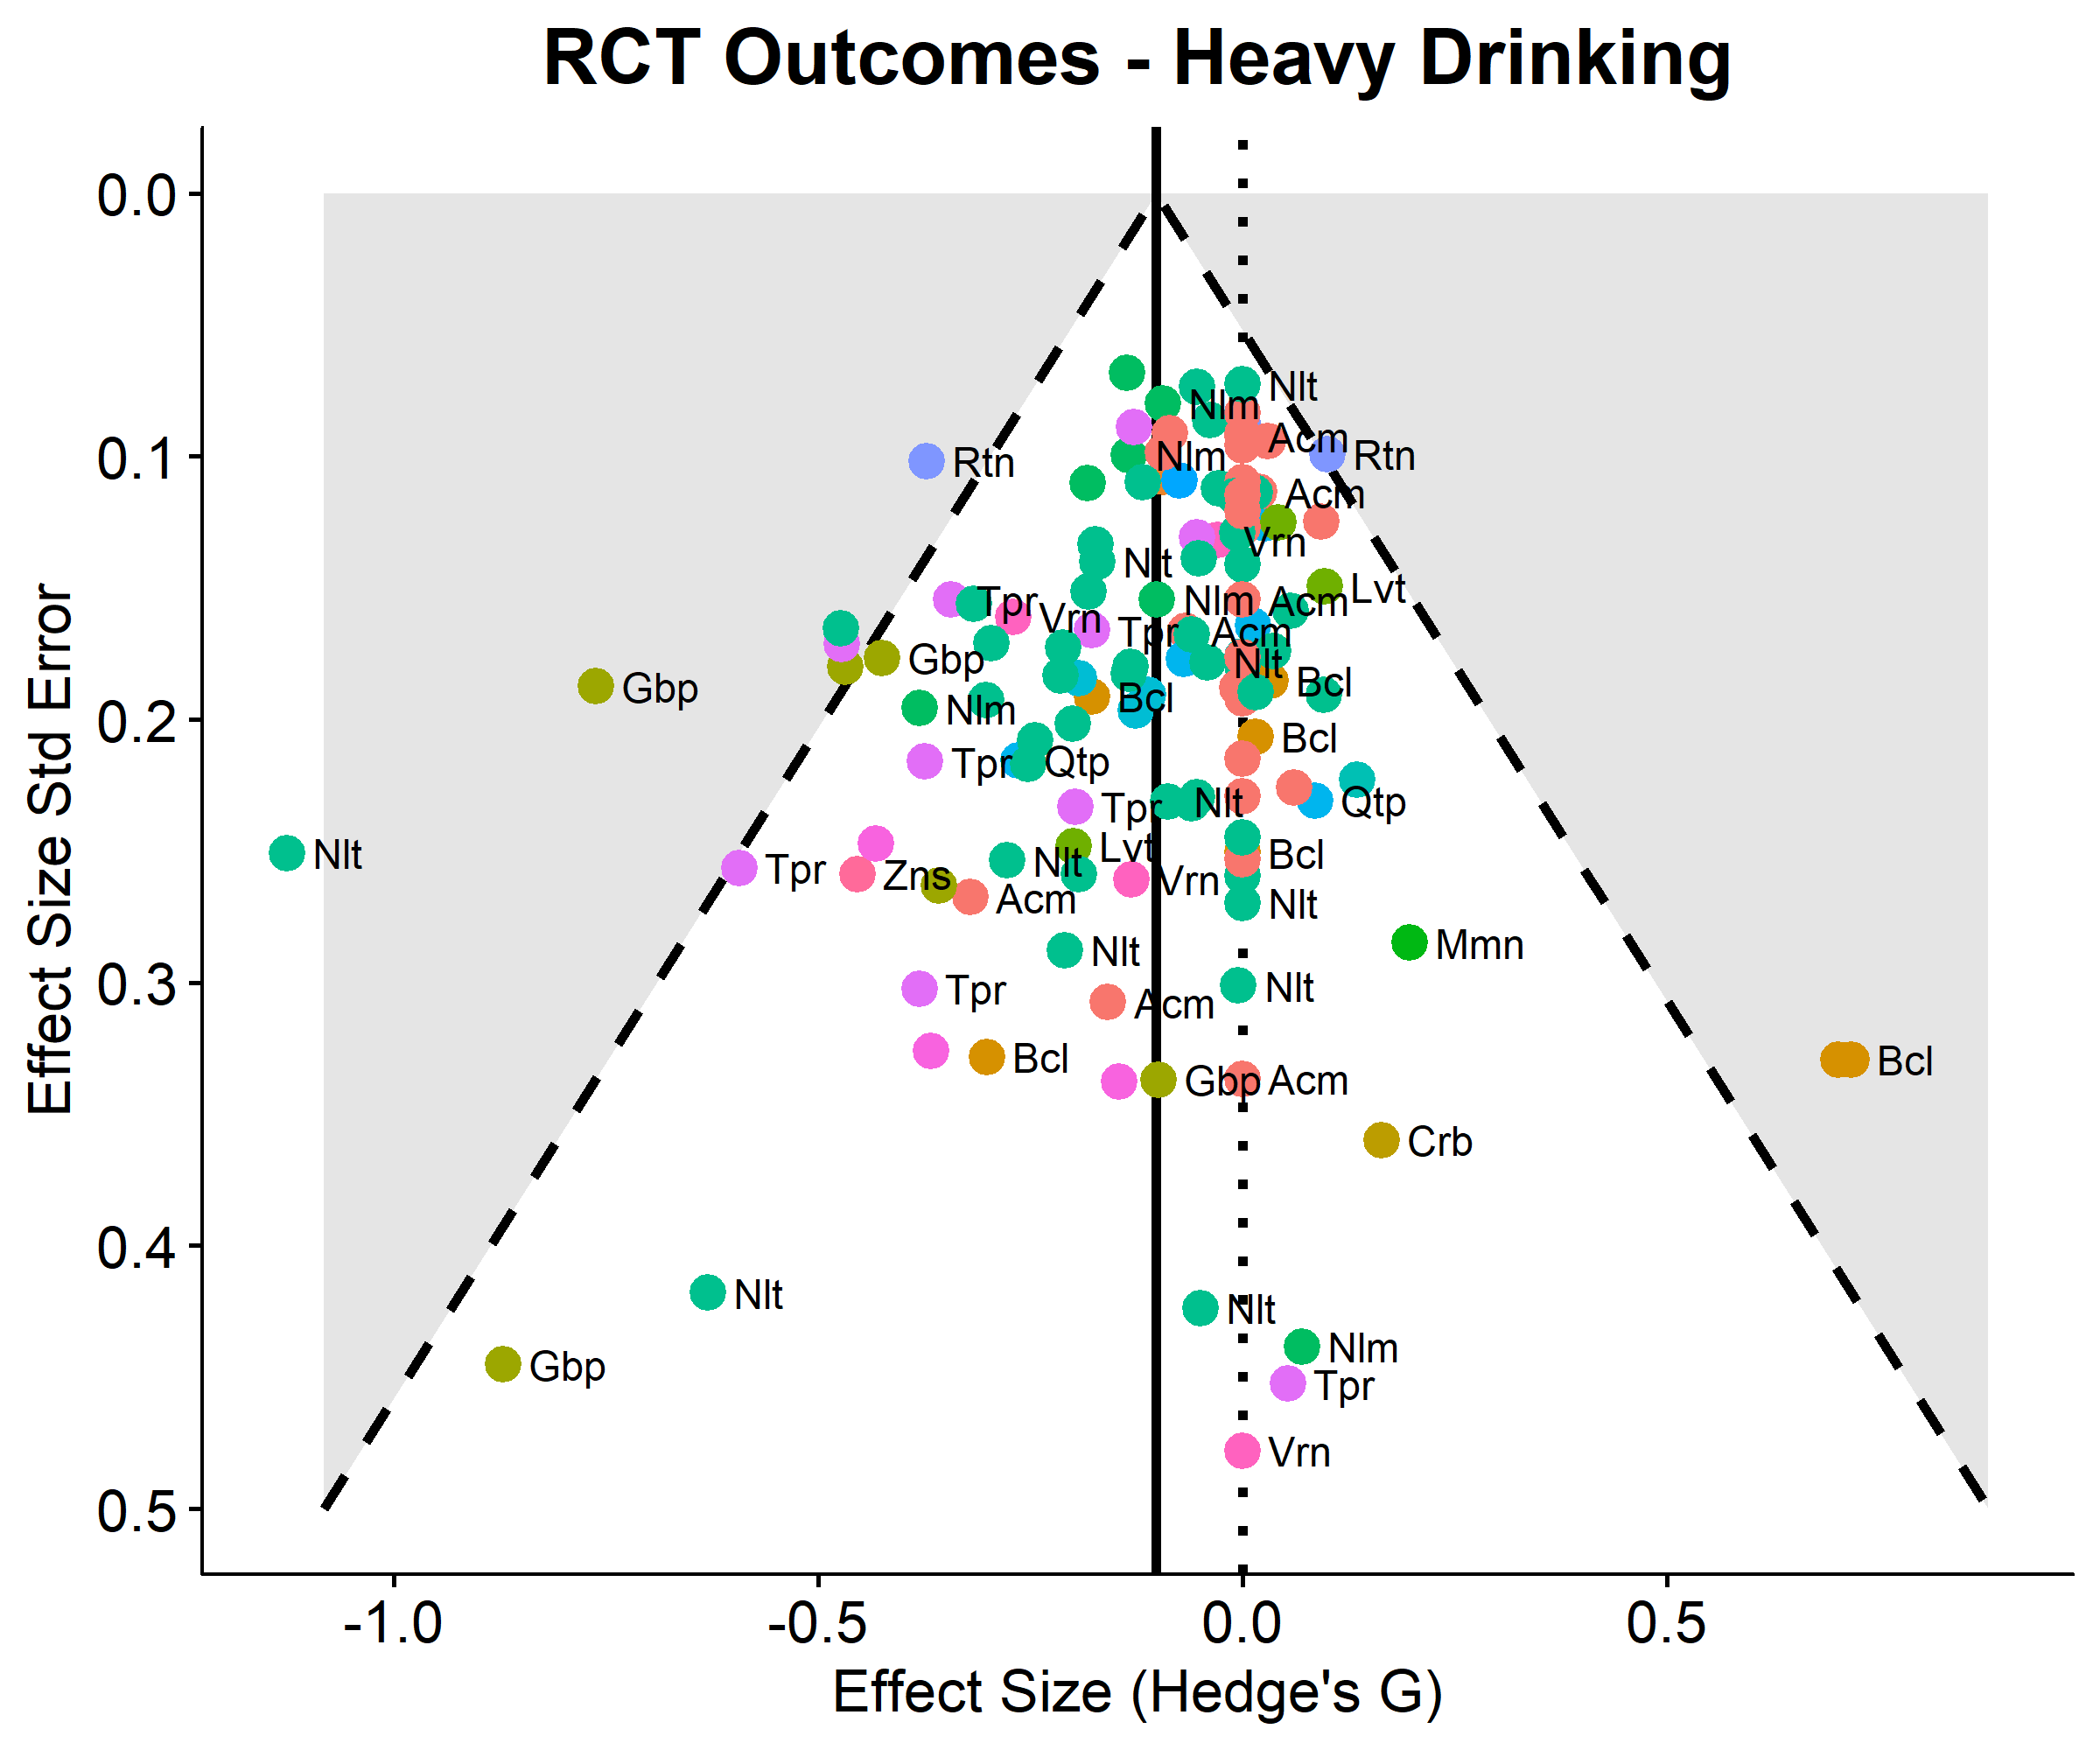 RCT Outcomes - Heavy Drinking
Effect Size Std Error
0.0
0.1
0.2
0.3
0.4
0.5
Nlt
Nlm
Acm
Rtn
Nlm
Rtn
Acm
Vrn
Nlt
Lvt
Tpr
Nlm
Acm
Vrn
Tpr
Acm
Gbp
Nlt
Gbp
Bcl
Nlm
Bcl
Bcl
Tpr
Qtp
Qtp
Tpr
Nlt
Nlt
Lvt
Bcl
Tpr
Zns
Nlt
Vrn
Acm
Nlt
Nlt
Mmn
Tpr
Nlt
Acm
Bcl
Bcl
Gbp
Acm
Crb
Nlt
Nlt
Nlm
Gbp
Tpr
Vrn
-1.0
-0.5
0.0
0.5
Effect Size (Hedge's G)